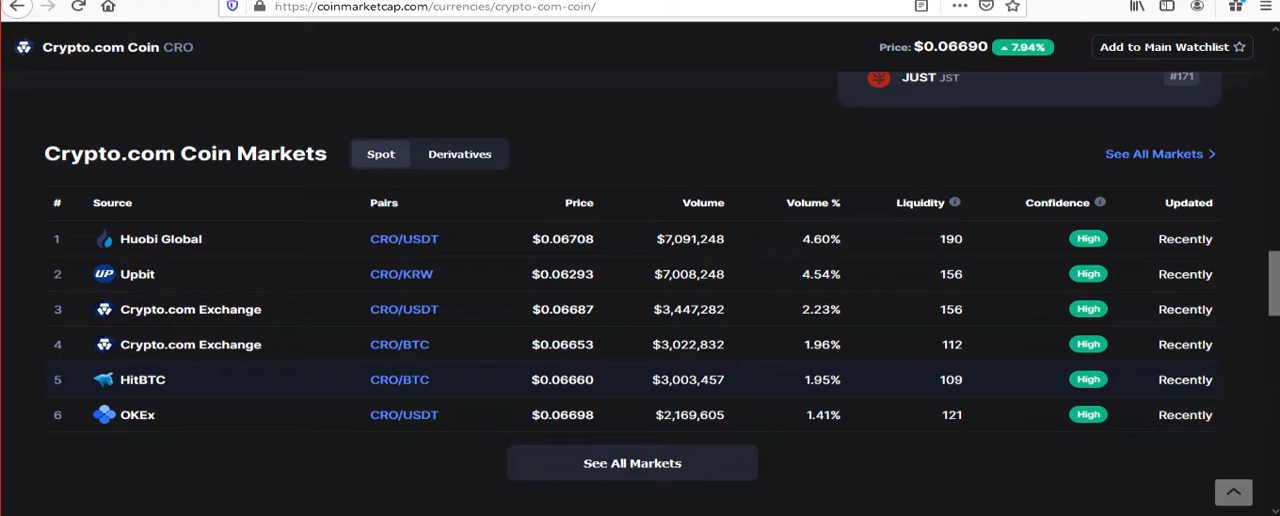 https://coinmarketcap.com/currencies/crypto-com-coin/
Crypto.com Coin CRO Price: $0.06690 7.94% Add to Main Watchlist
JUST JST #171
Crypto.com Coin Markets Spot Derivatives See All Markets
# Source Pairs Price Volume Volume % Liquidity Confidence Updated
1 Huobi Global CRO/USDT $0.06708 $7,091,248 4.60% 190 High Recently
2 UP Upbit CRO/KRW $0.06293 $7,008,248 4.54% 156 High Recently
3 Crypto.com Exchange CRO/USDT $0.06687 $3,447,282 2.23% 156 High Recently
4 Crypto.com Exchange CRO/BTC $0.06653 $3,022,832 1.96% 112 High Recently
5 HitBTC CRO/BTC $0.06660 $3,003,457 1.95% 109 High Recently
6 OKEx CRO/USDT $0.06698 $2,169,605 1.41% 121 High Recently
See All Markets